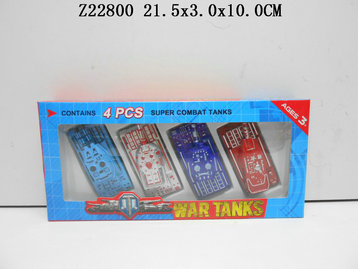 Z22800 21.5x3.0x10.0CM
CONTAINS 4 PCS SUPER COMBAT TANKS
AGES 3+
WAR TANKS